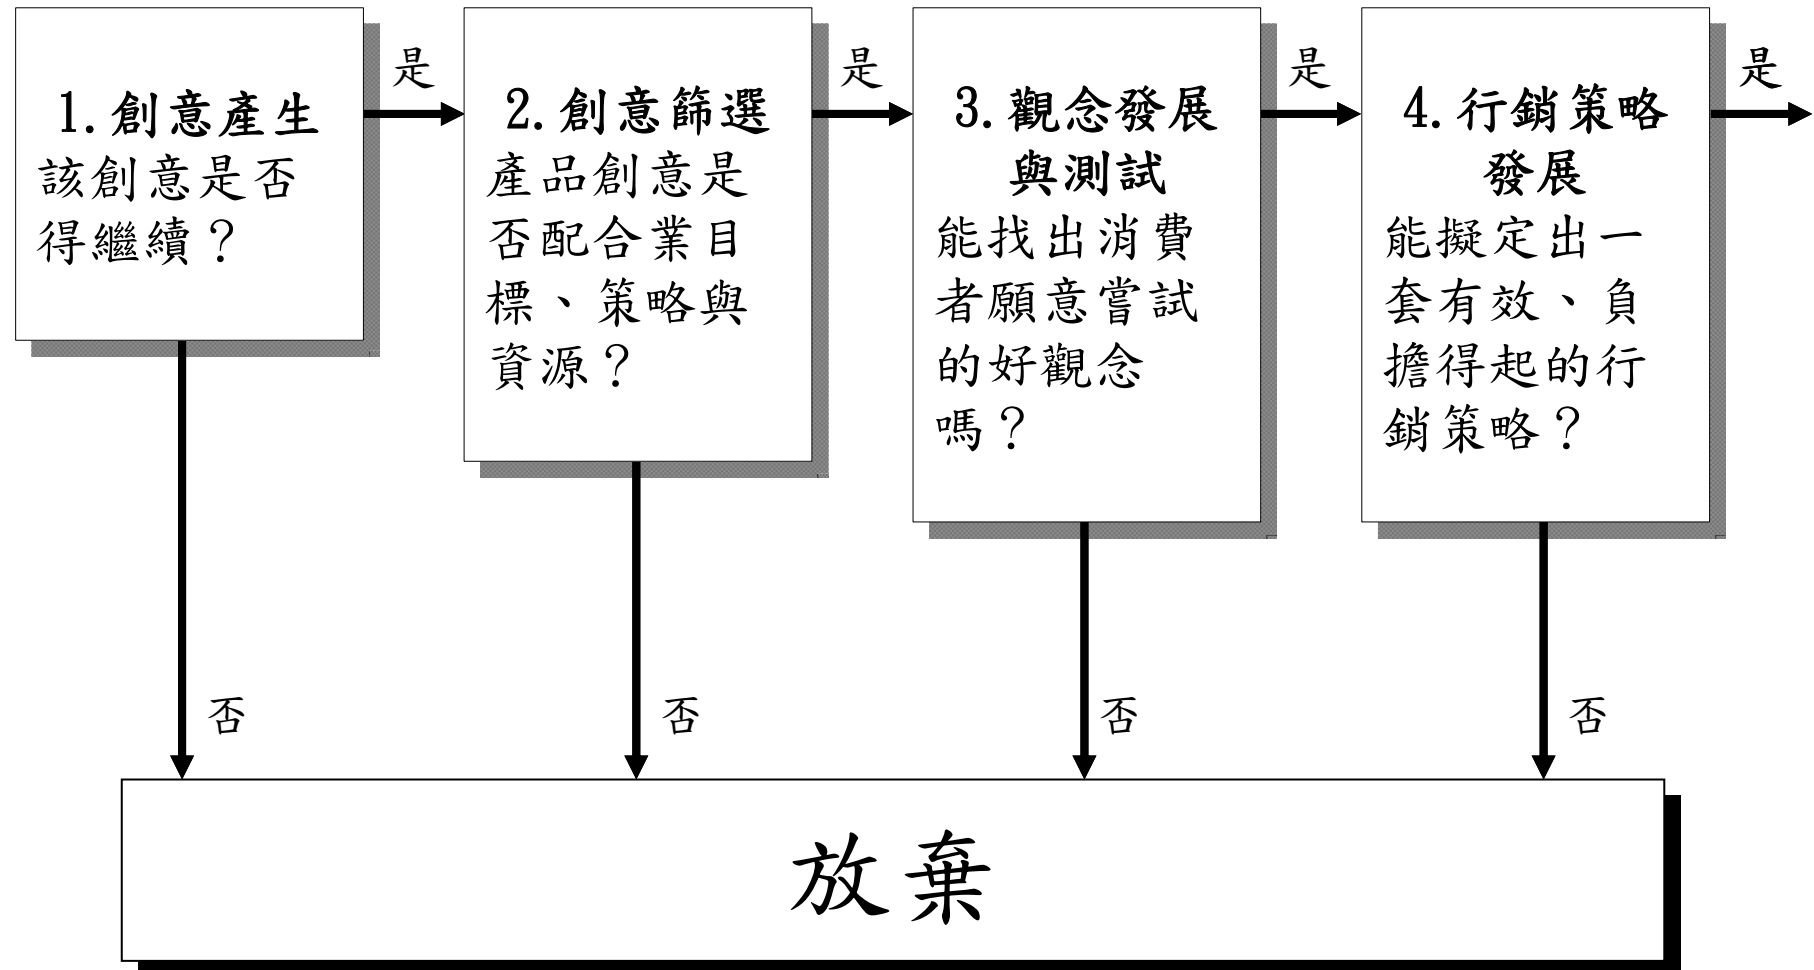 1.創意產生
該創意是否
得繼續？
是
2.創意篩選
產品創意是
否配合業目
標、策略與
資源？
是
3.觀念發展
與測試
能找出消費
者願意嘗試
的好觀念
嗎？
是
4.行銷策略
發展
能擬定出一
套有效、負
擔得起的行
銷策略？
是
否
否
否
否
放棄